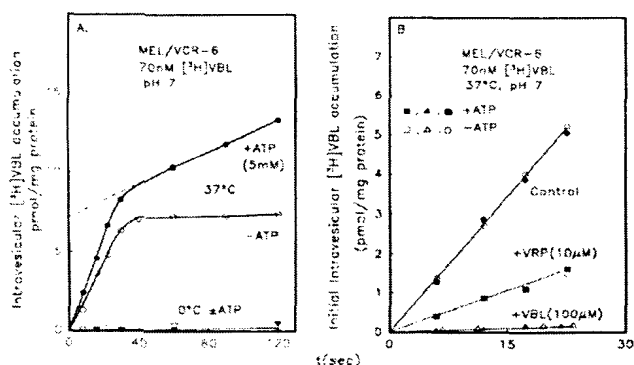 A.
MEL/VCR-6
70nM [³H]VBL
pH 7
+ATP
(5mM)
37°C
-ATP
0°C ±ATP
Intravesicular [³H]VBL accumulation
pmol/mg protein
0
0
40
80
120
B
MEL/VCR-6
70nM [³H]VBL
37°C, pH 7
+ATP
-ATP
Control
+VRP(10μM)
+VBL(100μM)
Initial Intravesicular [³H]VBL accumulation
(pmol/mg protein)
7
6
5
4
3
2
1
0
0
10
20
30
t(sec)